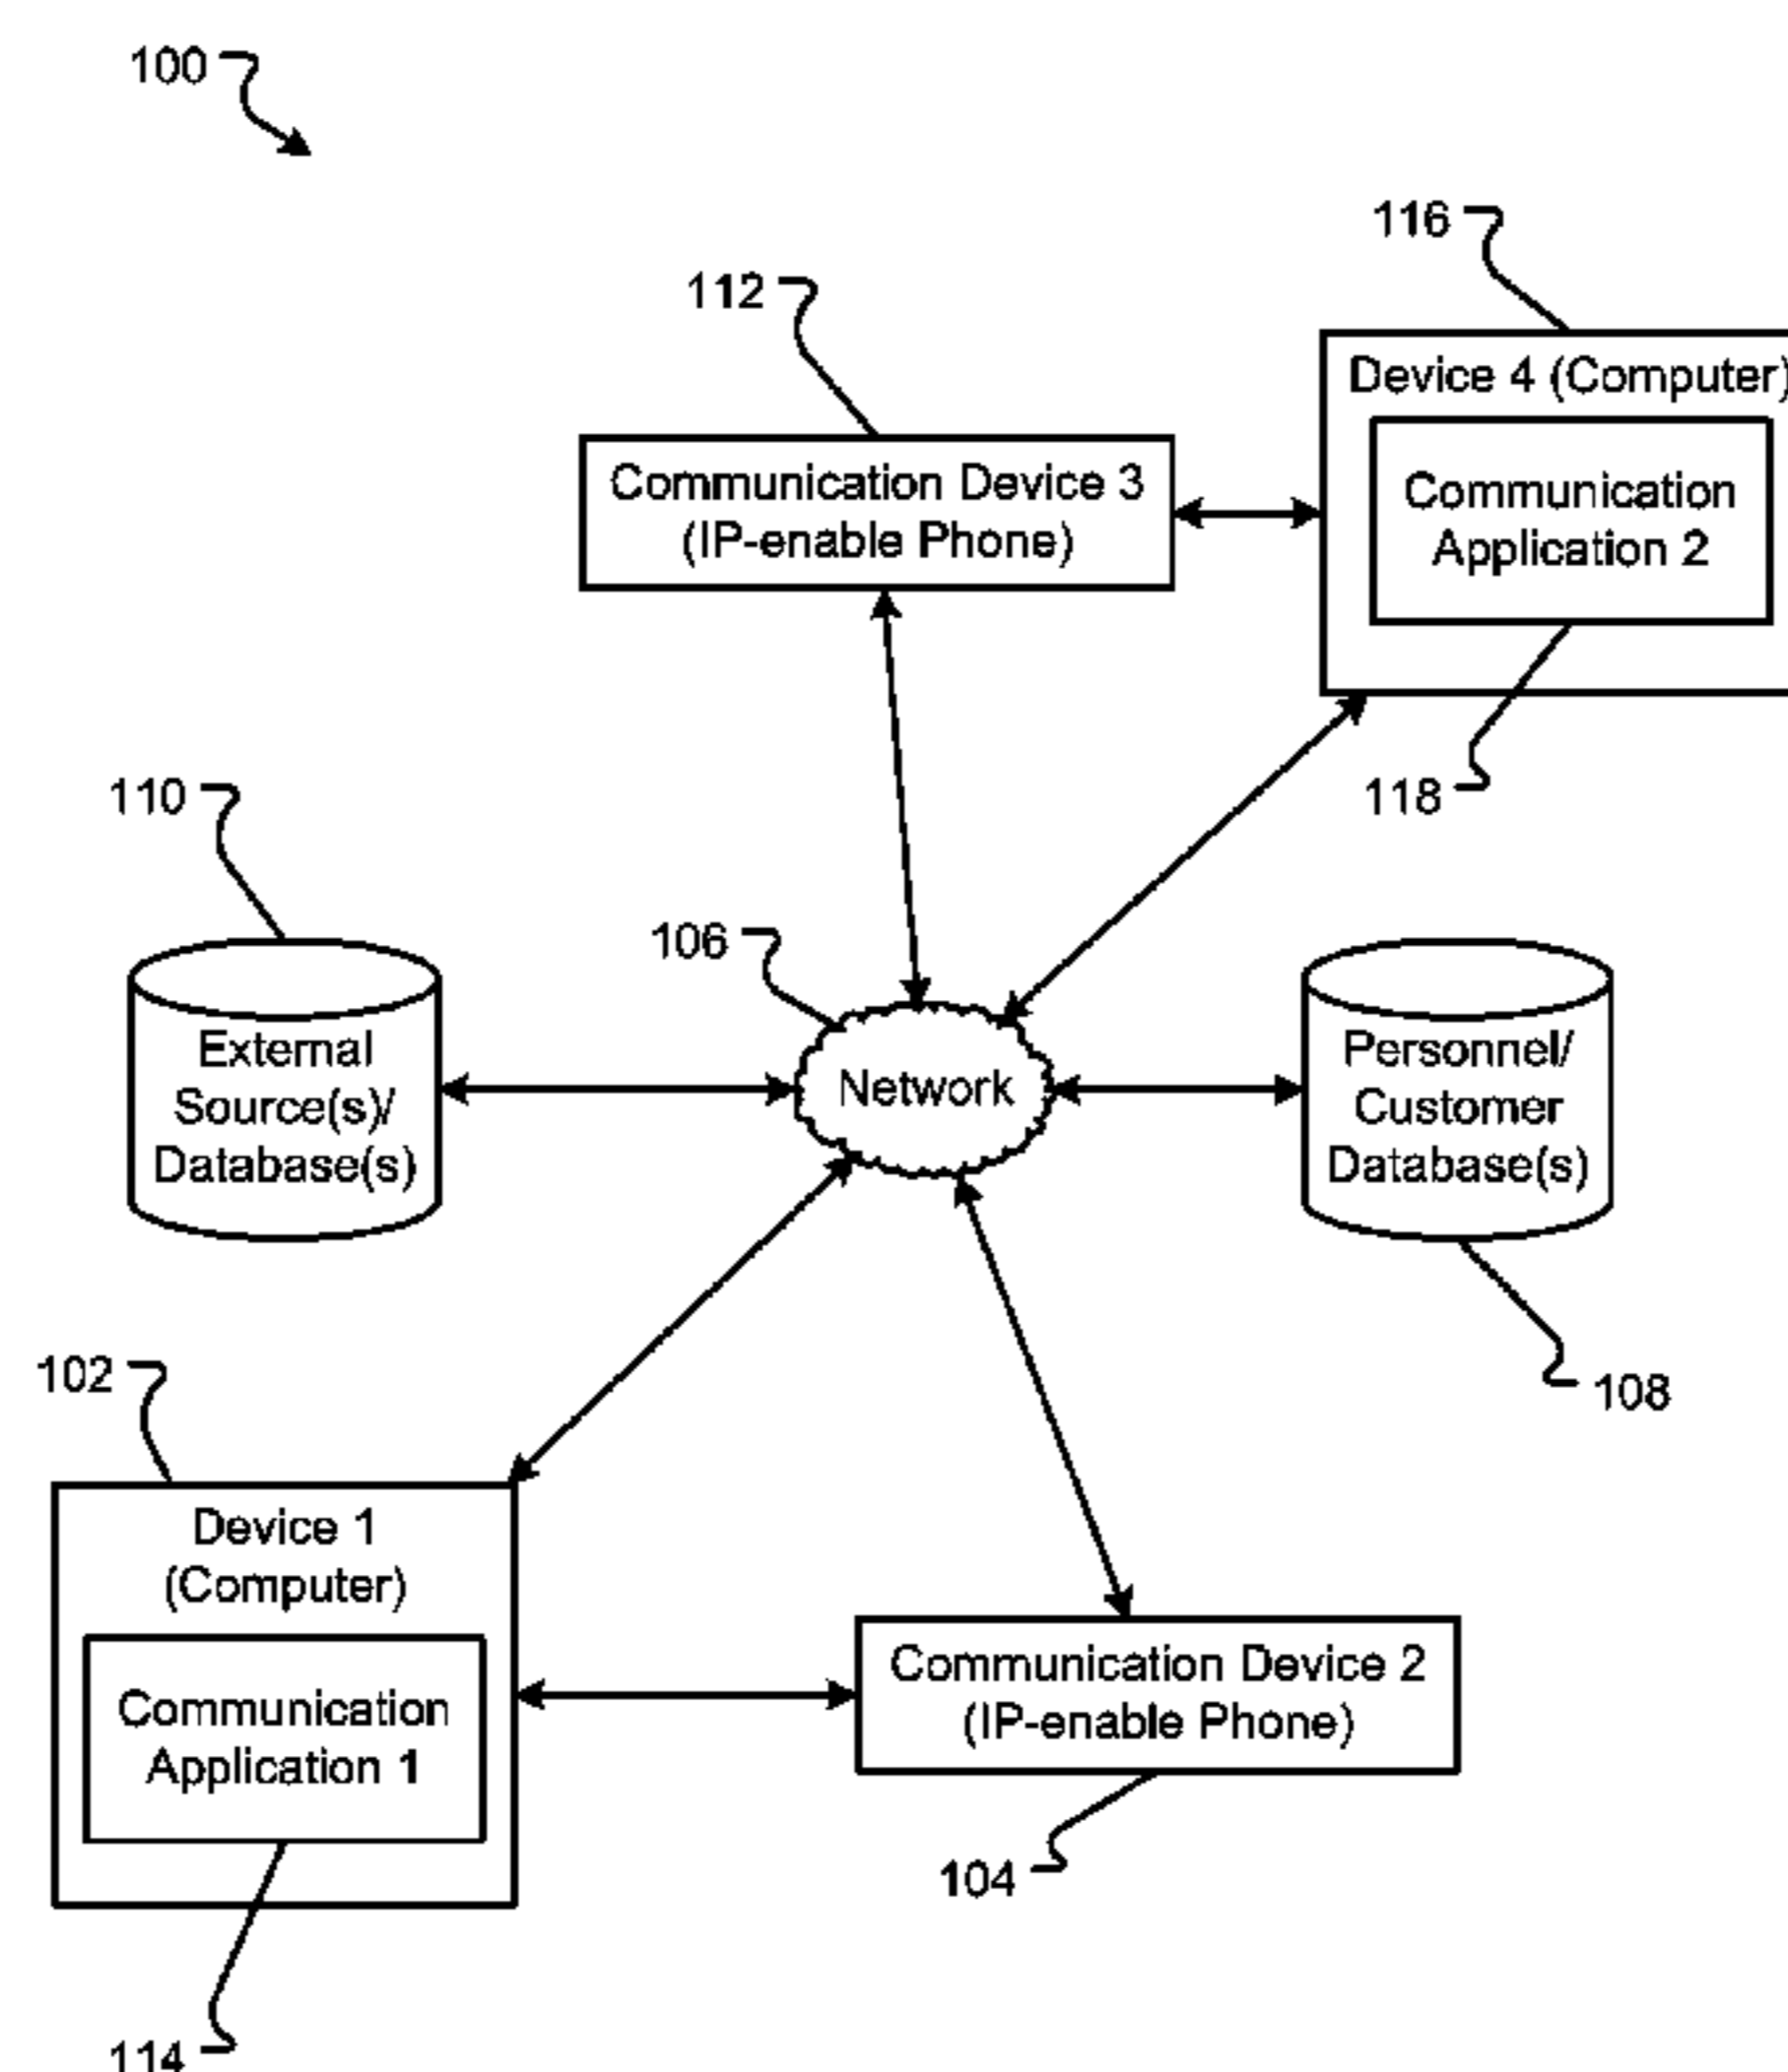 100
116
112
Device 4 (Computer)
Communication Device 3
(IP-enable Phone)
Communication
Application 2
110
118
106
External
Source(s)/
Database(s)
Network
Personnel/
Customer
Database(s)
102
108
Device 1
(Computer)
Communication
Application 1
Communication Device 2
(IP-enable Phone)
104
114